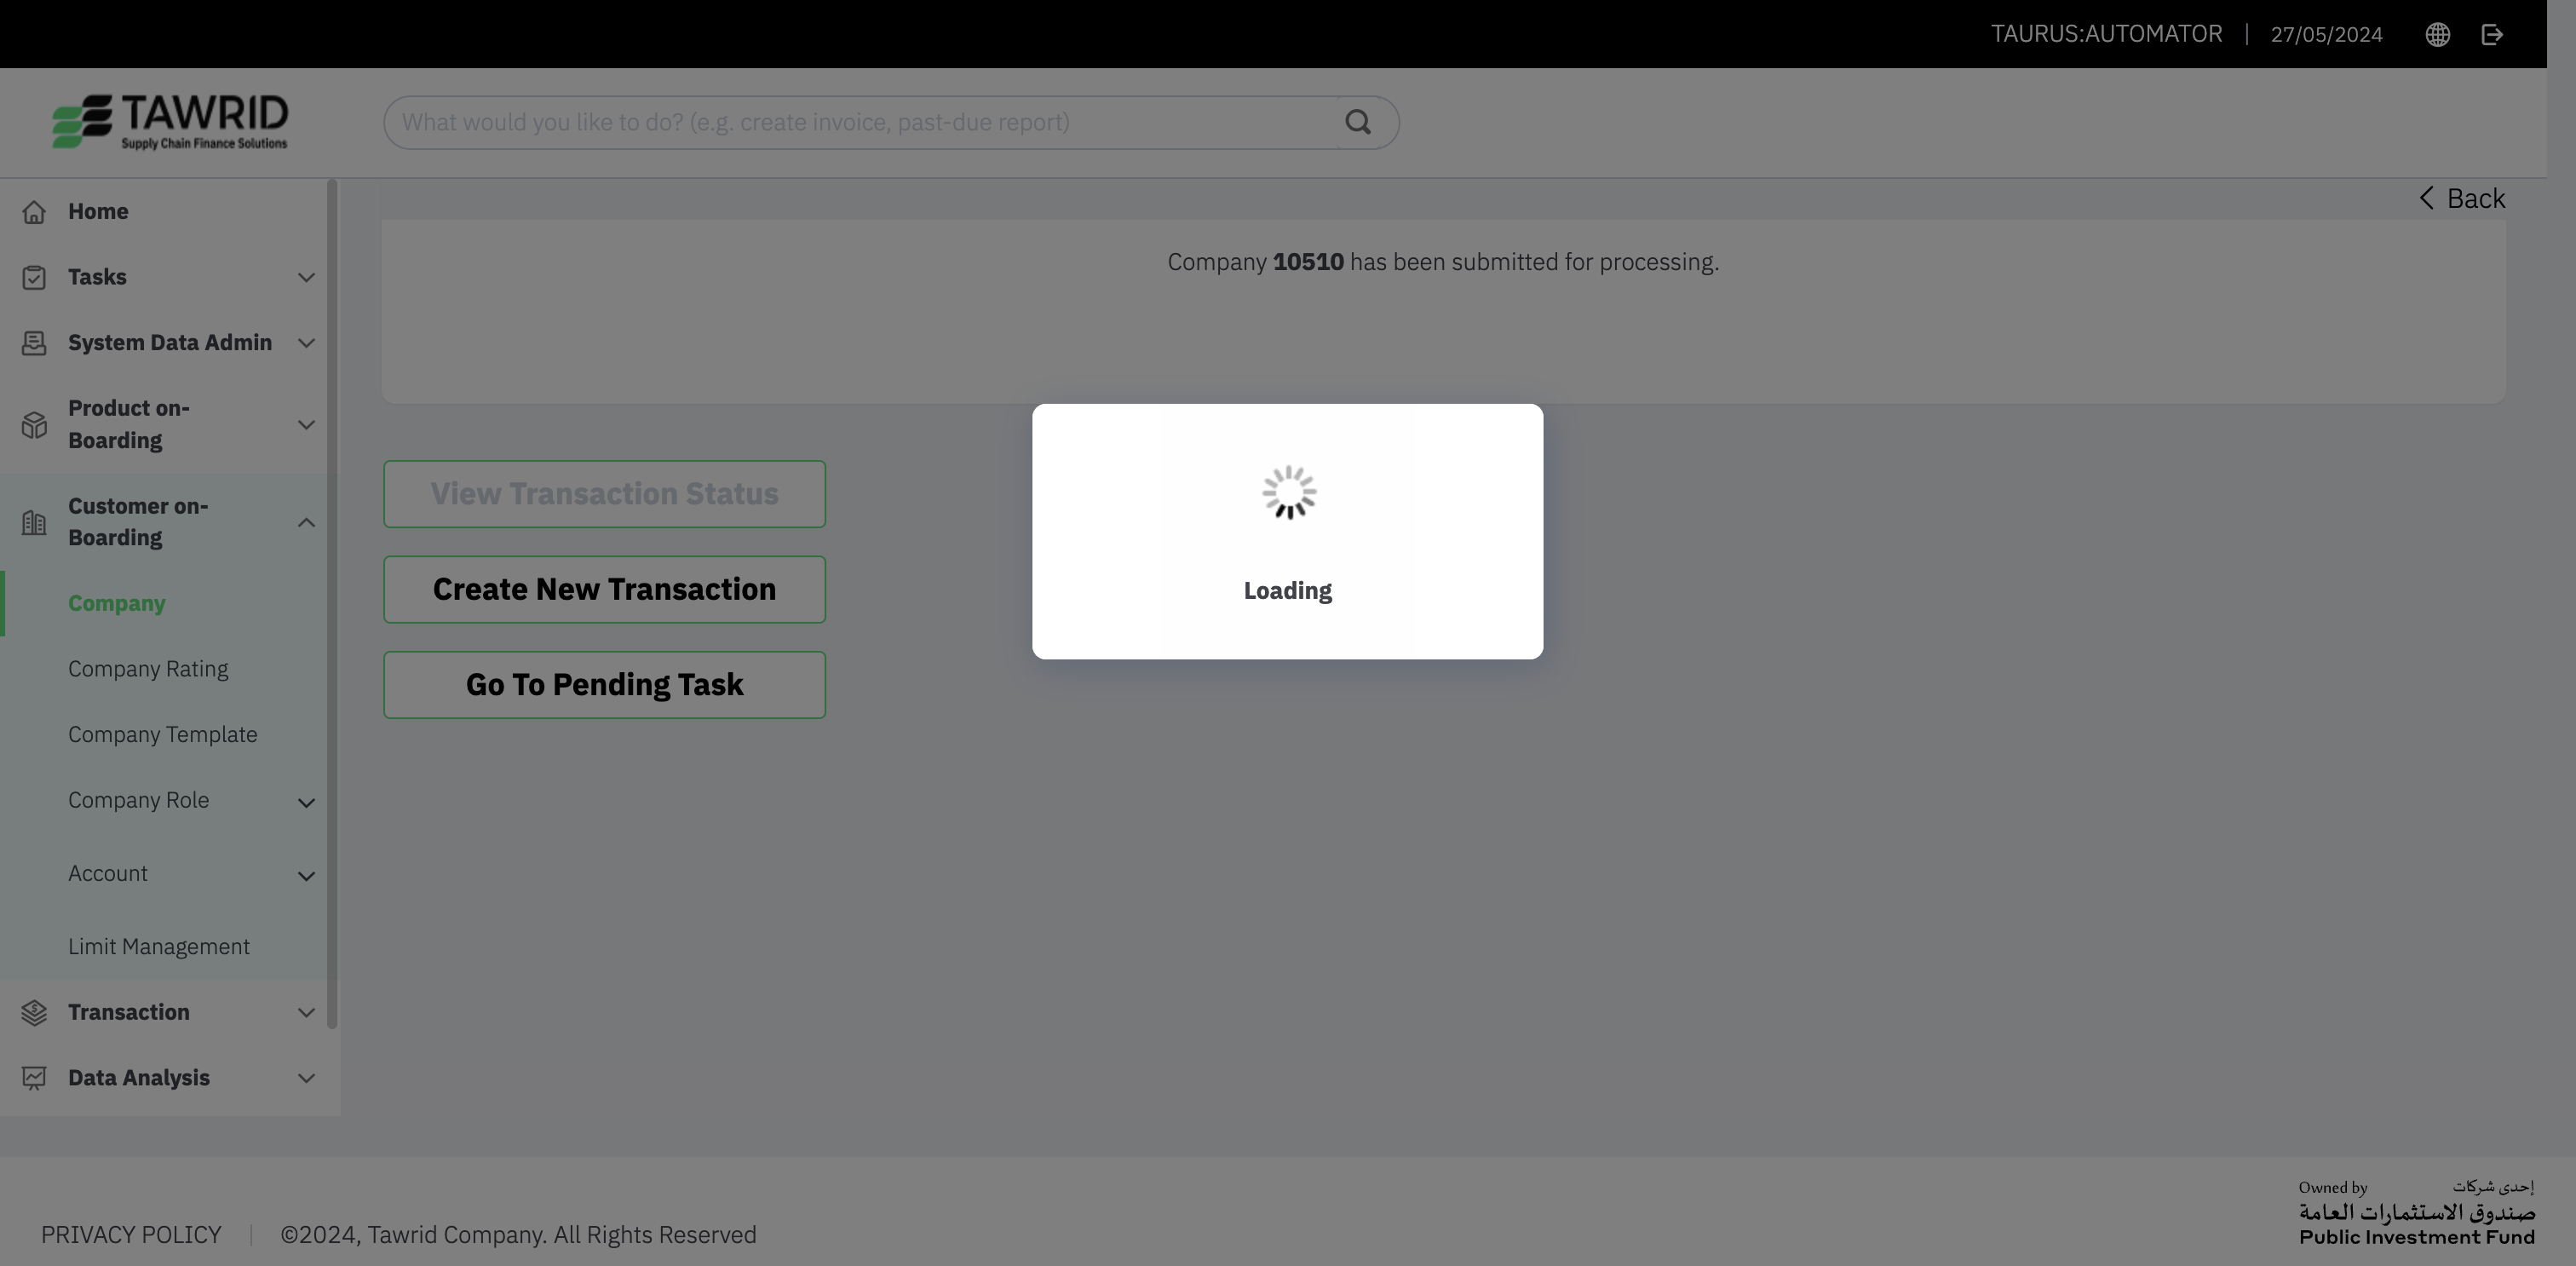 TAURUS:AUTOMATOR | 27/05/2024
TAWRID
Supply Chain Finance Solutions
What would you like to do? (e.g. create invoice, past-due report)
Back
Home
Tasks
System Data Admin
Product on-
Boarding
Customer on-
Boarding
Company
Company Rating
Company Template
Company Role
Account
Limit Management
Transaction
Data Analysis
Company 10510 has been submitted for processing.
View Transaction Status
Create New Transaction
Go To Pending Task
Loading
PRIVACY POLICY | ©2024, Tawrid Company. All Rights Reserved
Owned by إحدى شركات
صندوق الاستثمارات العامة
Public Investment Fund